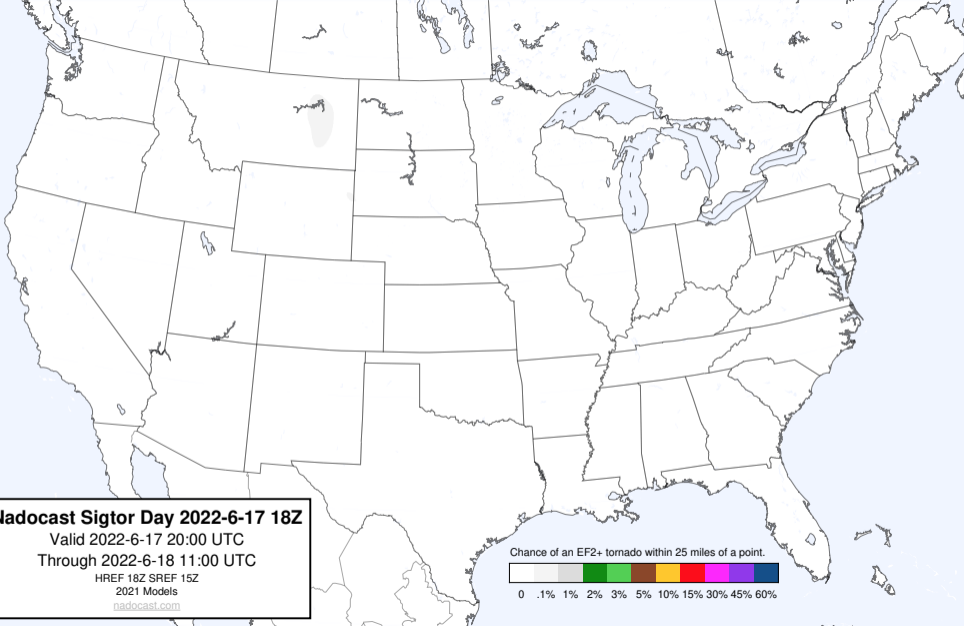 Nadocast Sigtor Day 2022-6-17 18Z
Valid 2022-6-17 20:00 UTC
Through 2022-6-18 11:00 UTC
HREF 18Z SREF 15Z
2021 Models
nadocast.com
Chance of an EF2+ tornado within 25 miles of a point.
0 .1% 1% 2% 3% 5% 10% 15% 30% 45% 60%